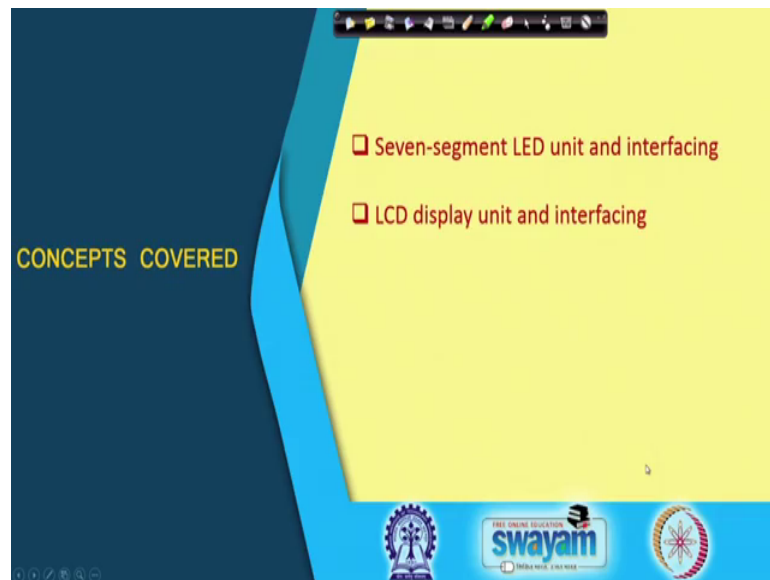 CONCEPTS COVERED
❑ Seven-segment LED unit and interfacing
❑ LCD display unit and interfacing
FREE ONLINE EDUCATION
swayam